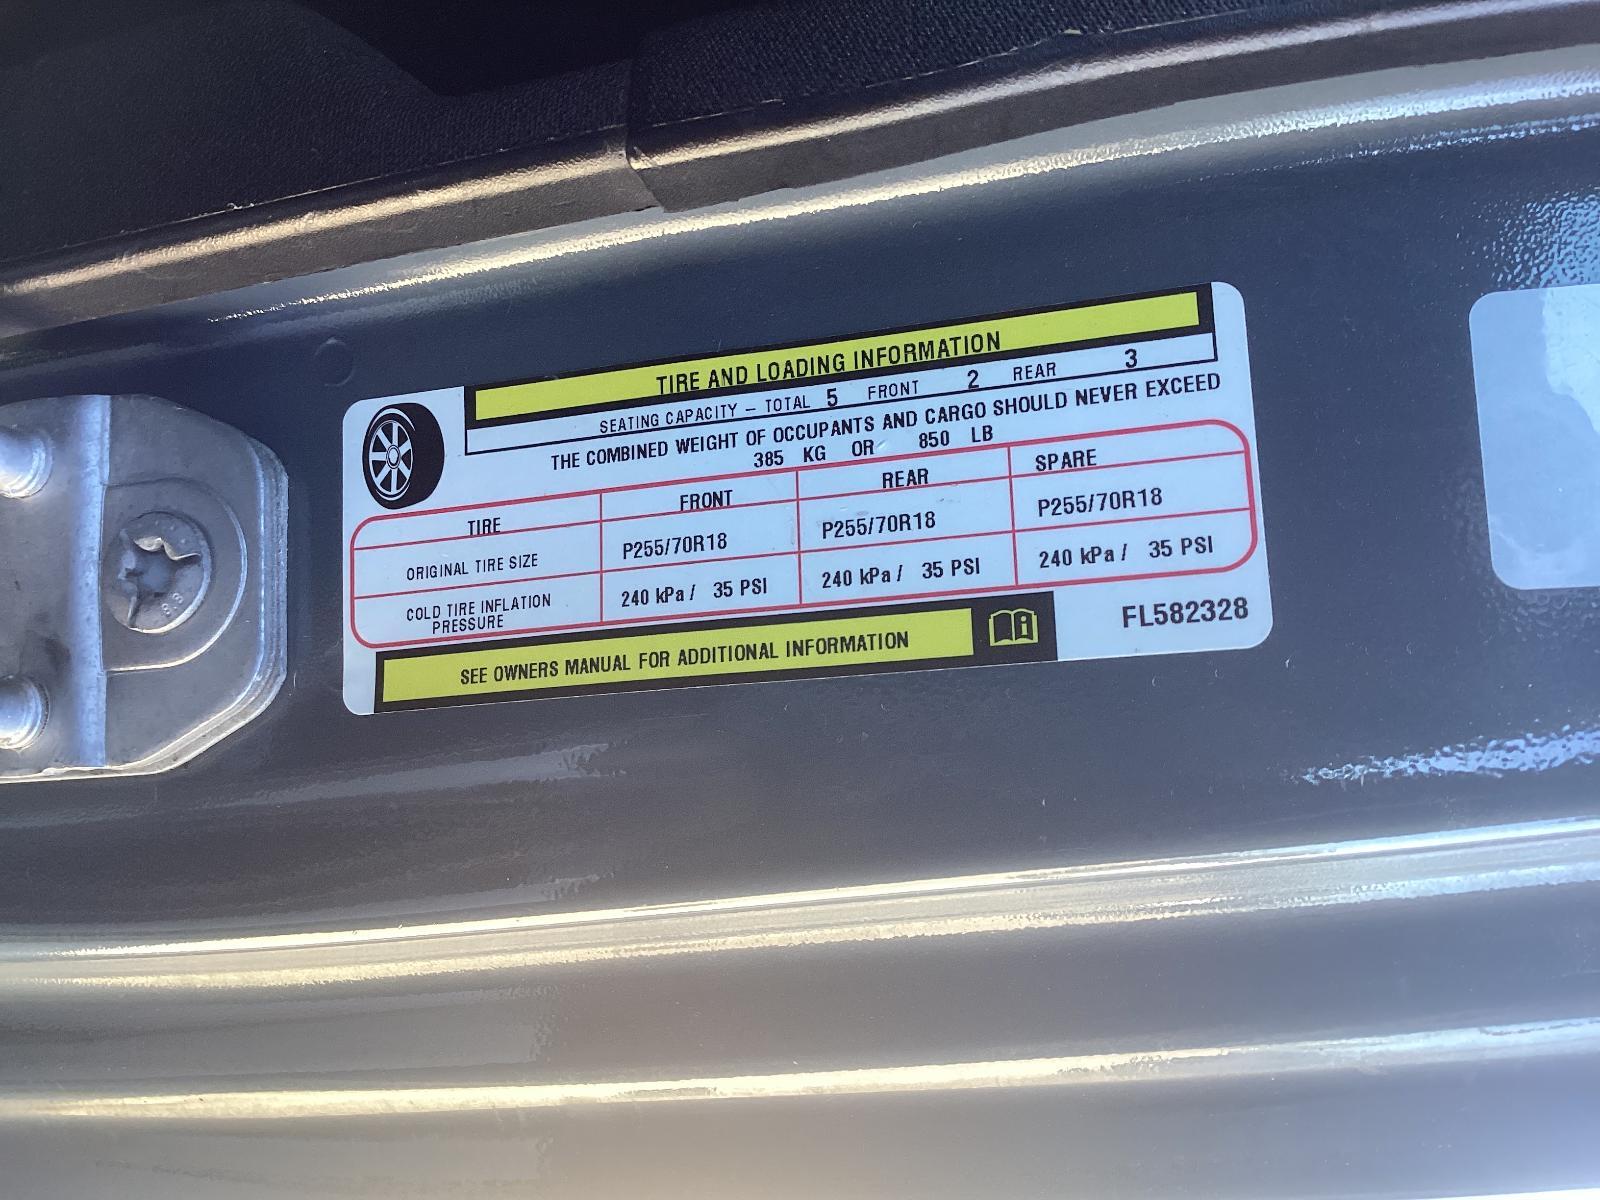 TIRE AND LOADING INFORMATION
SEATING CAPACITY – TOTAL 5 FRONT 2 REAR 3
THE COMBINED WEIGHT OF OCCUPANTS AND CARGO SHOULD NEVER EXCEED
385 KG OR 850 LB
TIRE FRONT REAR SPARE
ORIGINAL TIRE SIZE P255/70R18 P255/70R18 P255/70R18
COLD TIRE INFLATION PRESSURE 240 kPa / 35 PSI 240 kPa / 35 PSI 240 kPa / 35 PSI
SEE OWNERS MANUAL FOR ADDITIONAL INFORMATION
FL582328
8.8